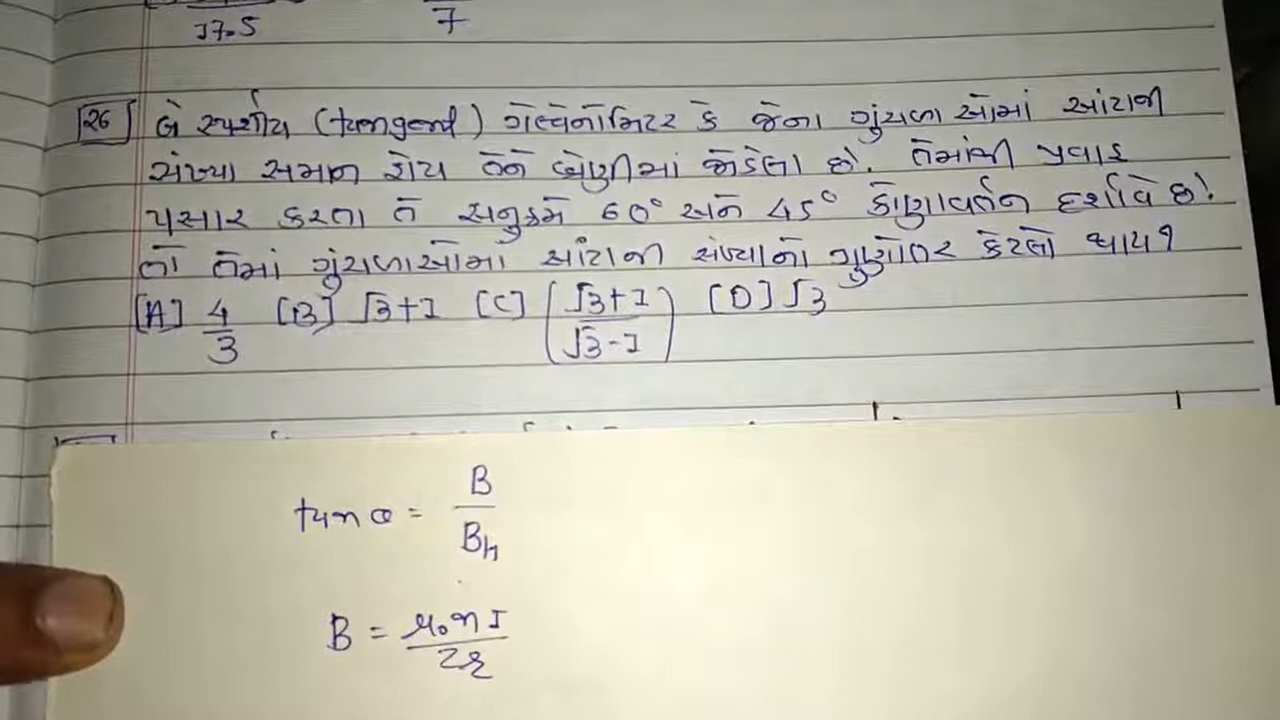 17.5 7
26 બે સ્પર્શીય (tangent) ગેલ્વેનોમિટર કે જેના ગુંચળાઓમાં આંટાની
સંખ્યા સમાન હોય તેને શ્રેણીમાં જોડેલા છે. તેમાંથી પ્રવાહ
પસાર કરતા તે અનુક્રમે 60° અને 45° કોણાવર્તન દર્શાવે છે.
તો તેમાં ગુંચળાઓમાં આંટાની સંખ્યાનો ગુણોત્તર કેટલો થાય?
[A] 4/3 [B] √3+1 [C] (√3+1/√3-1) [D] √3
tan θ = B/Bh
B = μ₀nI/2r